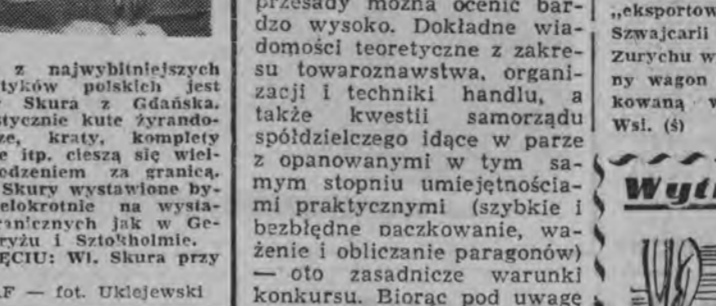 z najwybitniejszych
tyków polskich jest
Skura z Gdańska.
stycznie kute żyrando-
ze, kraty, komplety
e itp. cieszą się wiel-
odzeniem za granicą.
Skury wystawione by-
elokrotnie na wysta-
ranicznych jak w Ge-
ryżu i Sztokholmie.
ĘCIU: Wł. Skura przy
AF — fot. Uklejewski
przesady można ocenić bar-
dzo wysoko. Dokładne wia-
domości teoretyczne z zakre-
su towaroznawstwa, organi-
zacji i techniki handlu, a
także kwestii samorządu
spółdzielczego idące w parze
z opanowanymi w tym sa-
mym stopniu umiejętnościa-
mi praktycznymi (szybkie i
bezbłędne paczkowanie, wa-
żenie i obliczanie paragonów)
— oto zasadnicze warunki
konkursu. Biorąc pod uwagę
„eksportow
Szwajcarii
Zurychu w
ny wagon
kowaną w
Wsi. (ś)